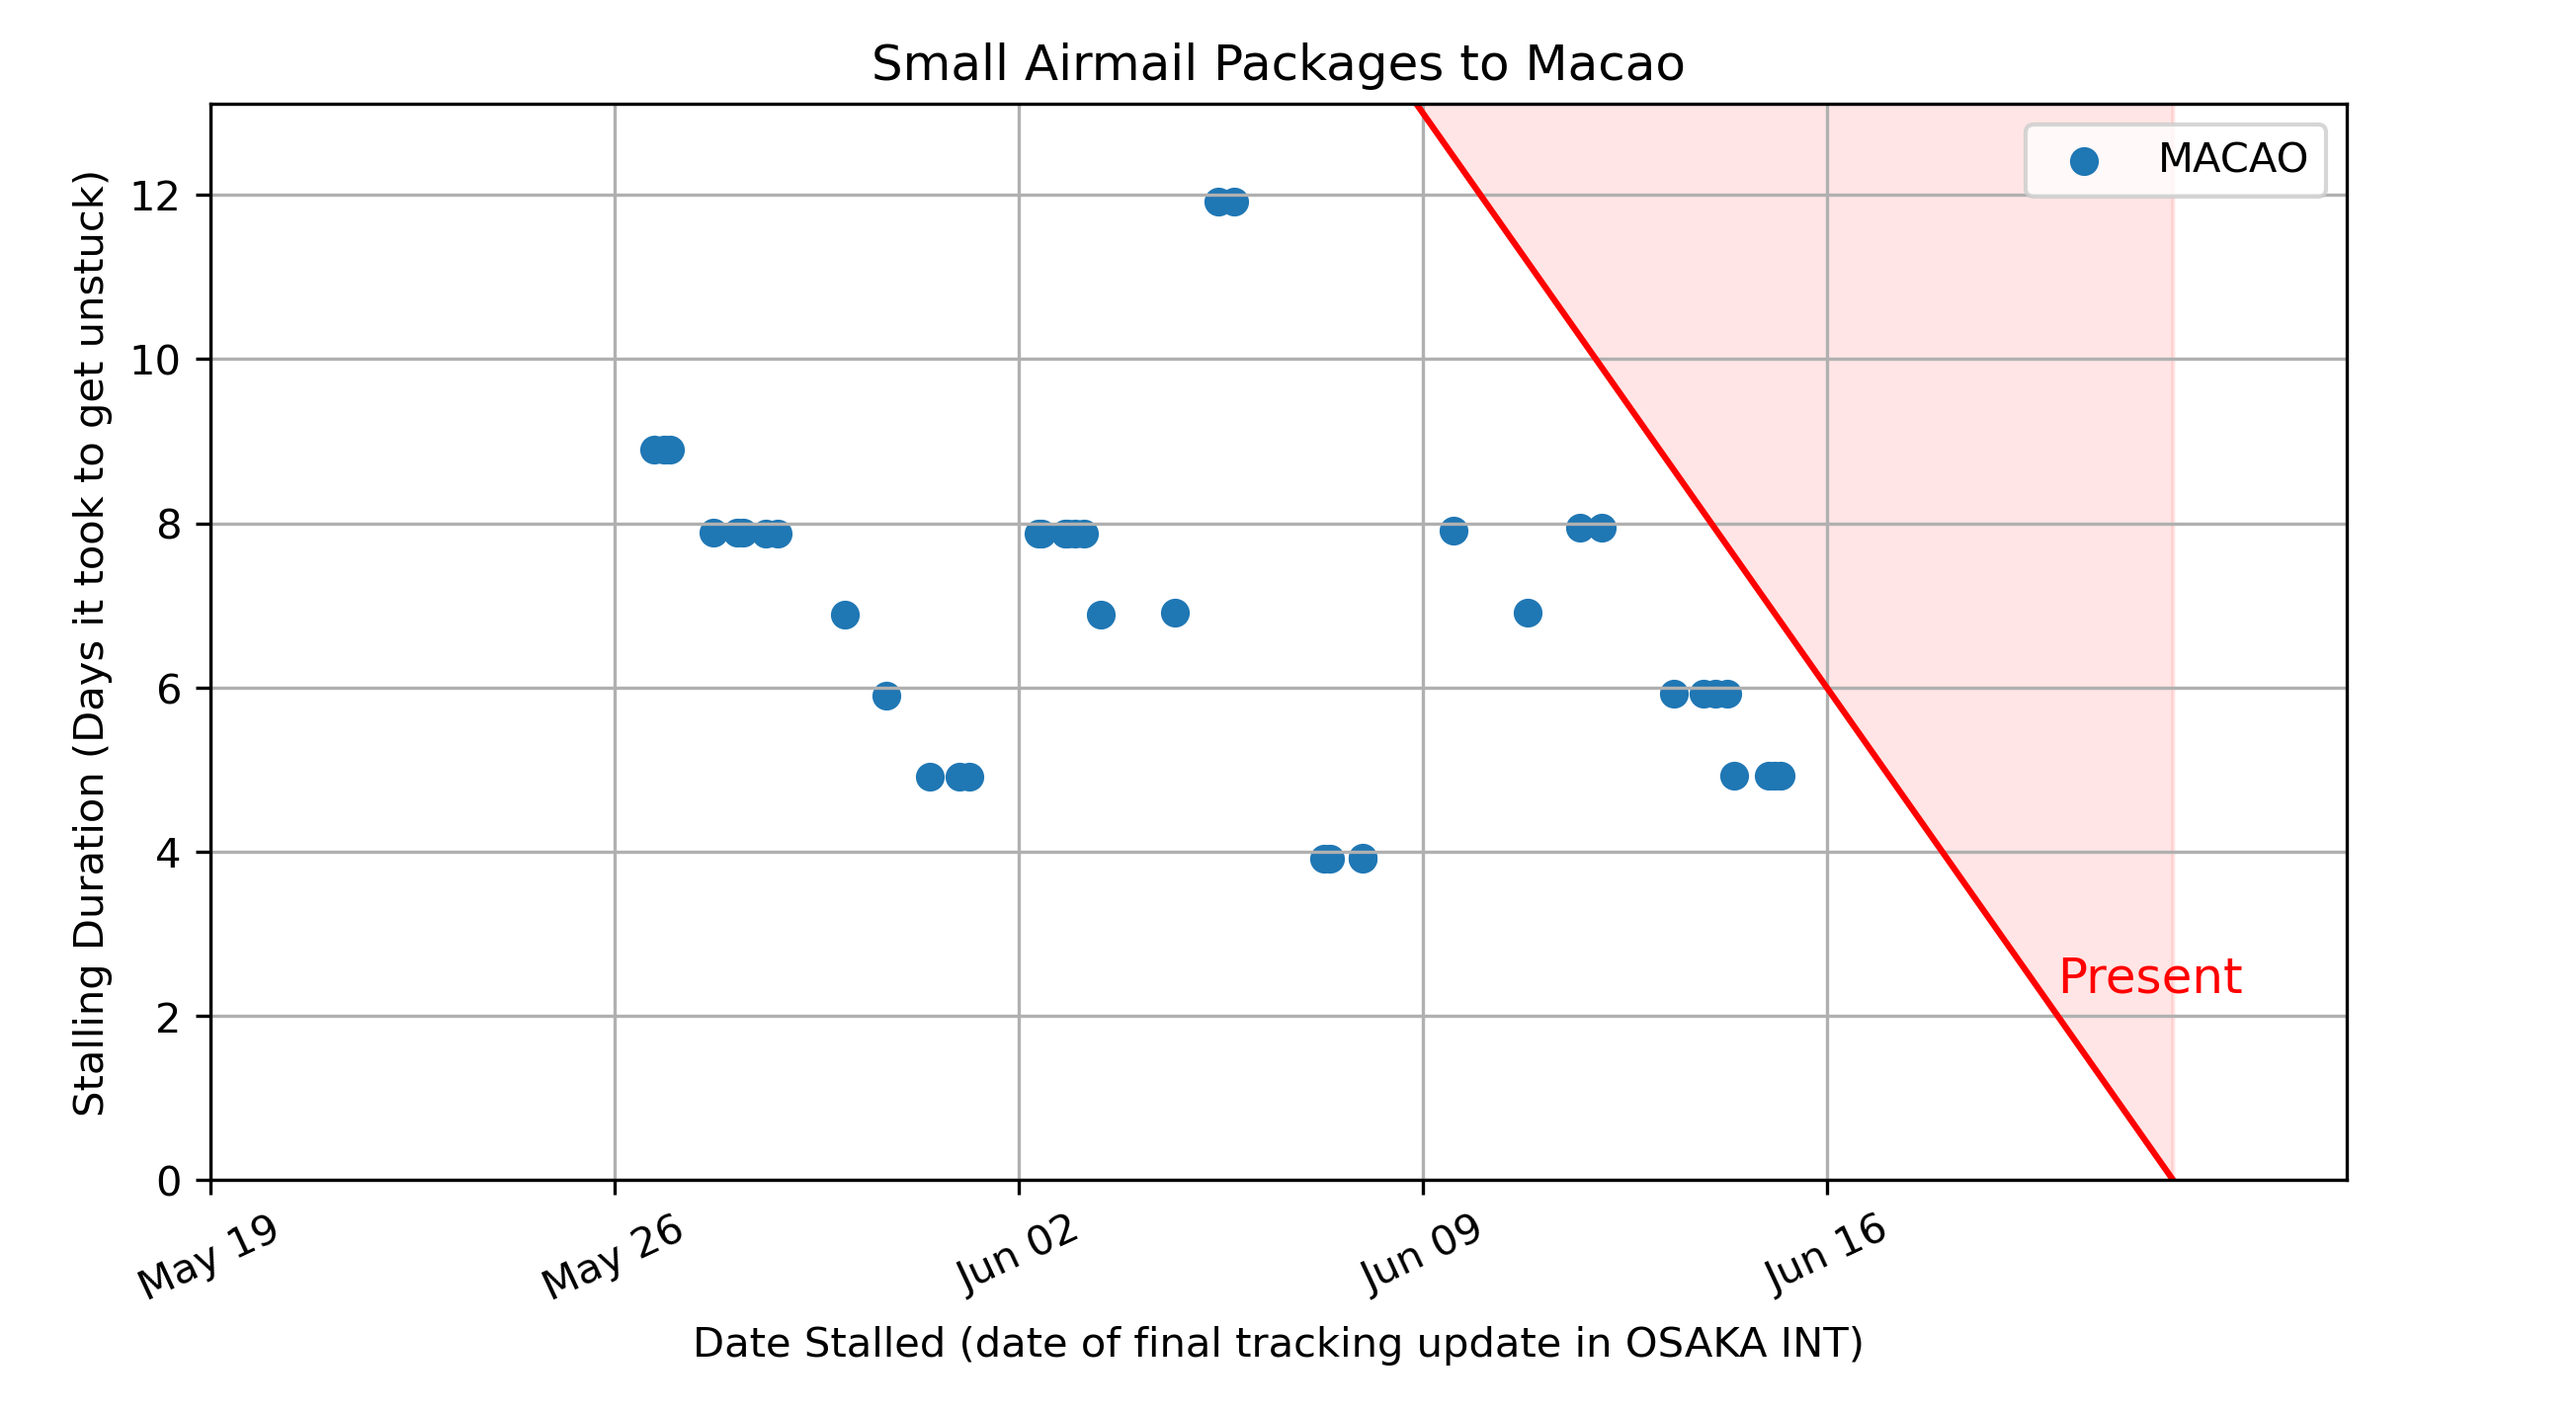 Small Airmail Packages to Macao
MACAO
Present
Stalling Duration (Days it took to get unstuck)
12
10
8
6
4
2
0
May 19
May 26
Jun 02
Jun 09
Jun 16
Date Stalled (date of final tracking update in OSAKA INT)